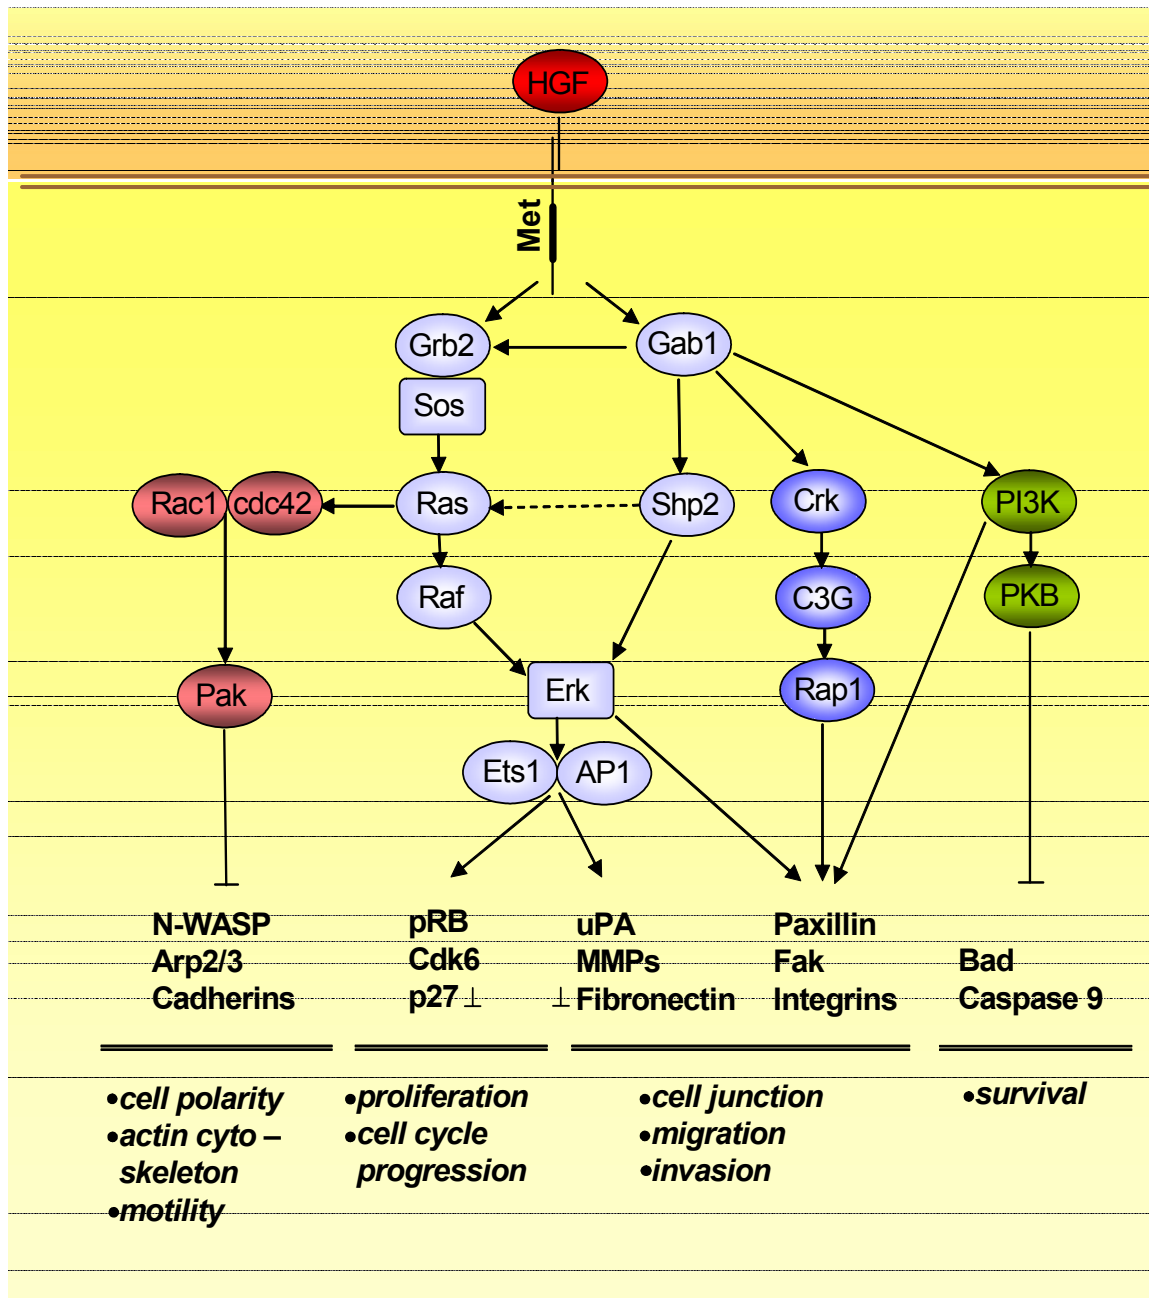 HGF
Met
Grb2
Gab1
Sos
Rac1
cdc42
Ras
Shp2
Crk
PI3K
Raf
C3G
PKB
Pak
Erk
Rap1
Ets1
AP1
N-WASP
Arp2/3
Cadherins
pRB
Cdk6
p27 ⊥
uPA
MMPs
⊥ Fibronectin
Paxillin
Fak
Integrins
Bad
Caspase 9
•cell polarity
•actin cyto –
skeleton
•motility
•proliferation
•cell cycle
progression
•cell junction
•migration
•invasion
•survival